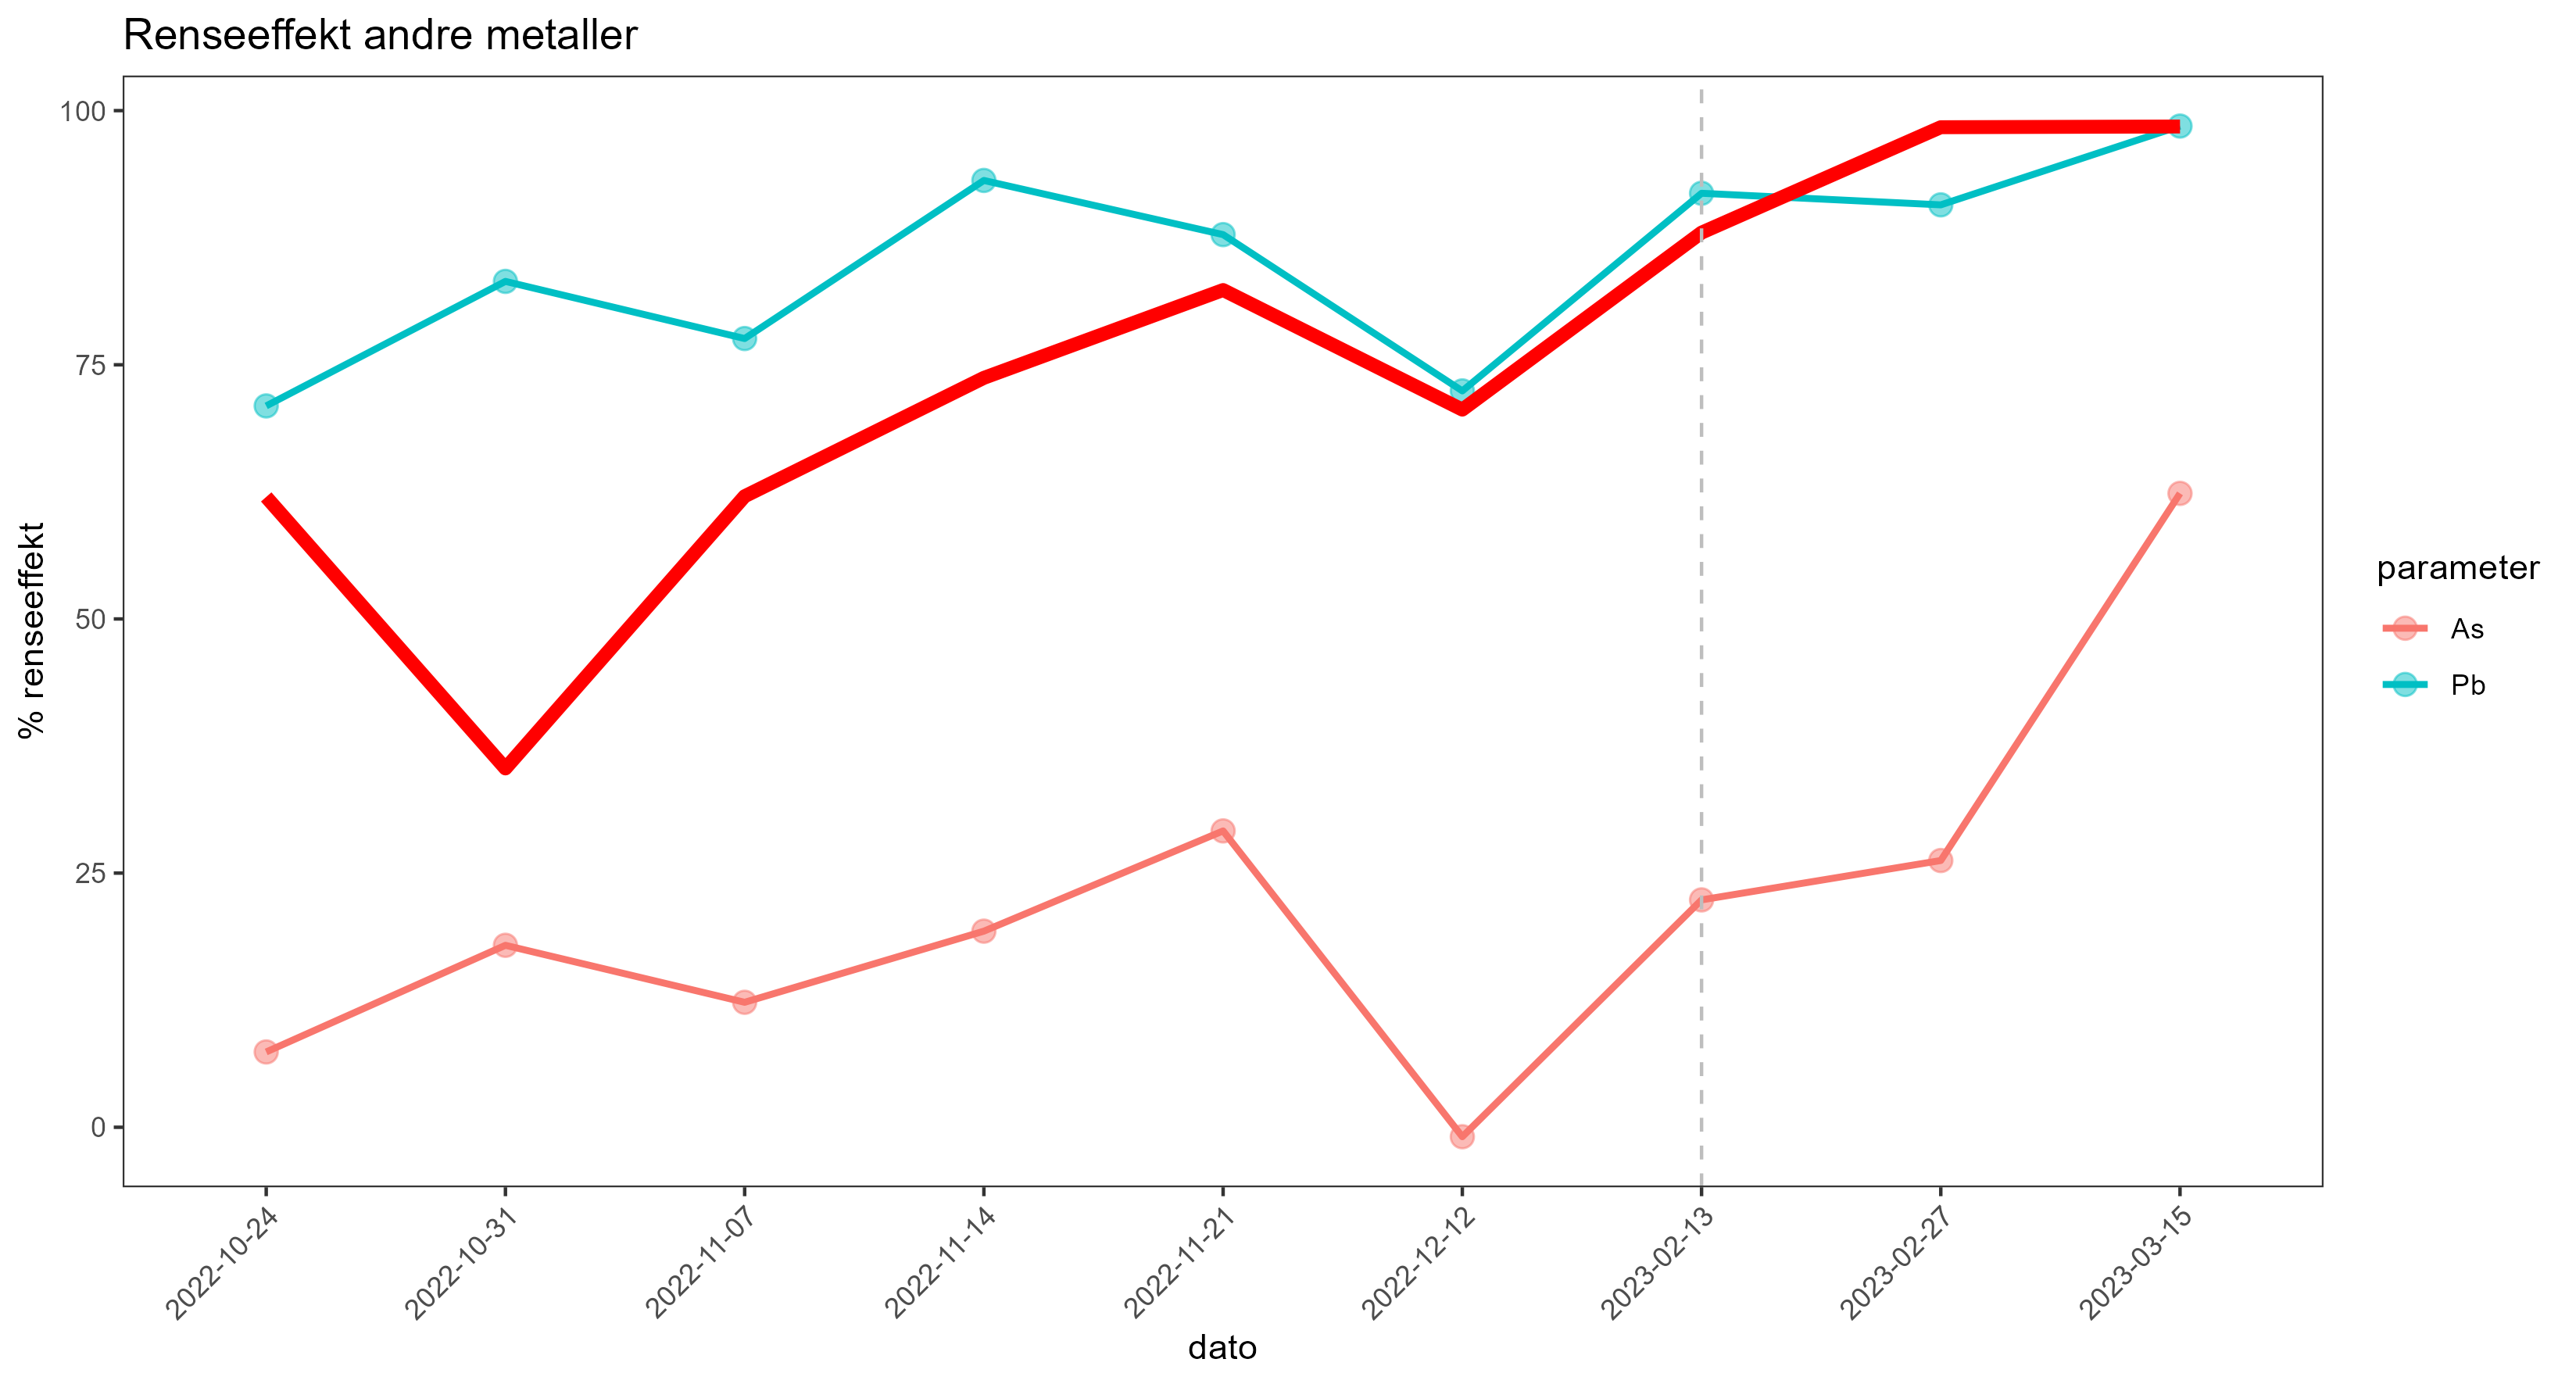 Renseeffekt andre metaller
100
75
50
25
0
% renseeffekt
2022-10-24
2022-10-31
2022-11-07
2022-11-14
2022-11-21
2022-12-12
2023-02-13
2023-02-27
2023-03-15
dato
parameter
As
Pb